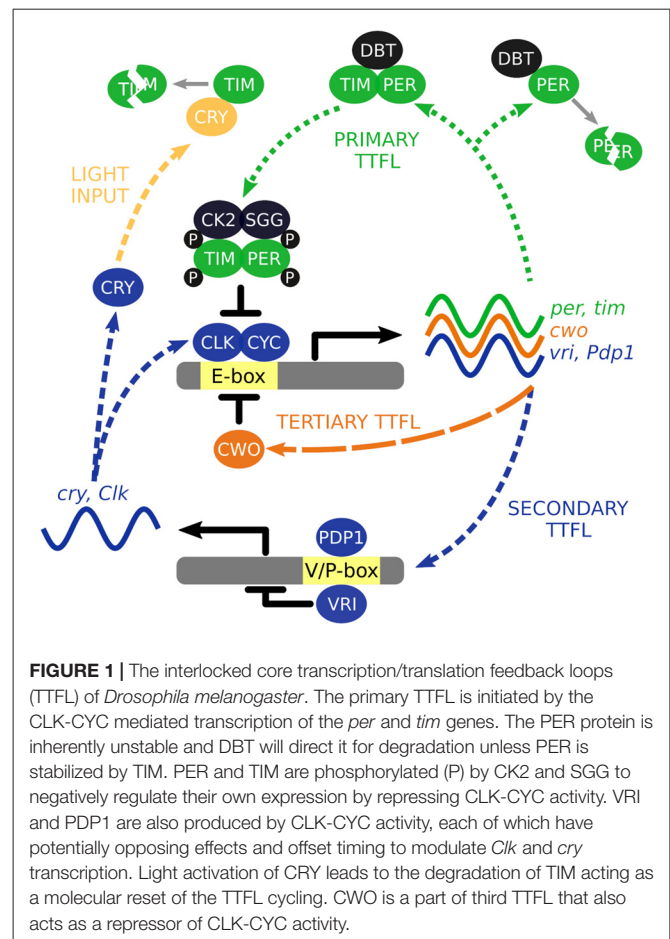 DBT
TIM PER
DBT
PER
PER
TIM
TIM
CRY
PRIMARY
TTFL
LIGHT
INPUT
CK2 SGG
P P
TIM PER
P P
CRY
CLK CYC
E-box
per, tim
cwo
vri, Pdp1
TERTIARY TTFL
CWO
cry, Clk
SECONDARY
TTFL
PDP1
V/P-box
VRI
FIGURE 1 | The interlocked core transcription/translation feedback loops
(TTFL) of Drosophila melanogaster. The primary TTFL is initiated by the
CLK-CYC mediated transcription of the per and tim genes. The PER protein is
inherently unstable and DBT will direct it for degradation unless PER is
stabilized by TIM. PER and TIM are phosphorylated (P) by CK2 and SGG to
negatively regulate their own expression by repressing CLK-CYC activity. VRI
and PDP1 are also produced by CLK-CYC activity, each of which have
potentially opposing effects and offset timing to modulate Clk and cry
transcription. Light activation of CRY leads to the degradation of TIM acting as
a molecular reset of the TTFL cycling. CWO is a part of third TTFL that also
acts as a repressor of CLK-CYC activity.